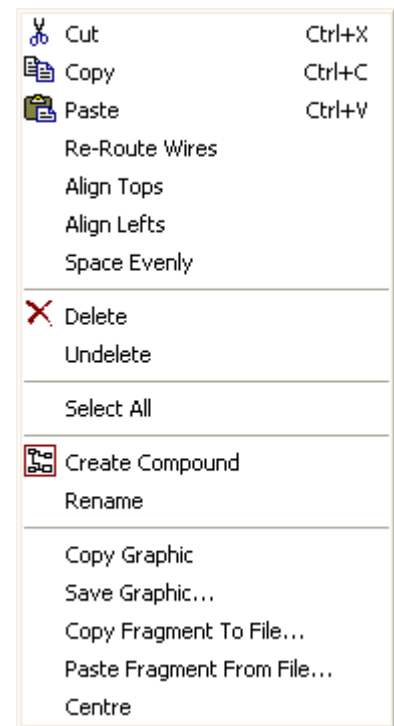 Cut Ctrl+X
Copy Ctrl+C
Paste Ctrl+V
Re-Route Wires
Align Tops
Align Lefts
Space Evenly
Delete
Undelete
Select All
Create Compound
Rename
Copy Graphic
Save Graphic...
Copy Fragment To File...
Paste Fragment From File...
Centre